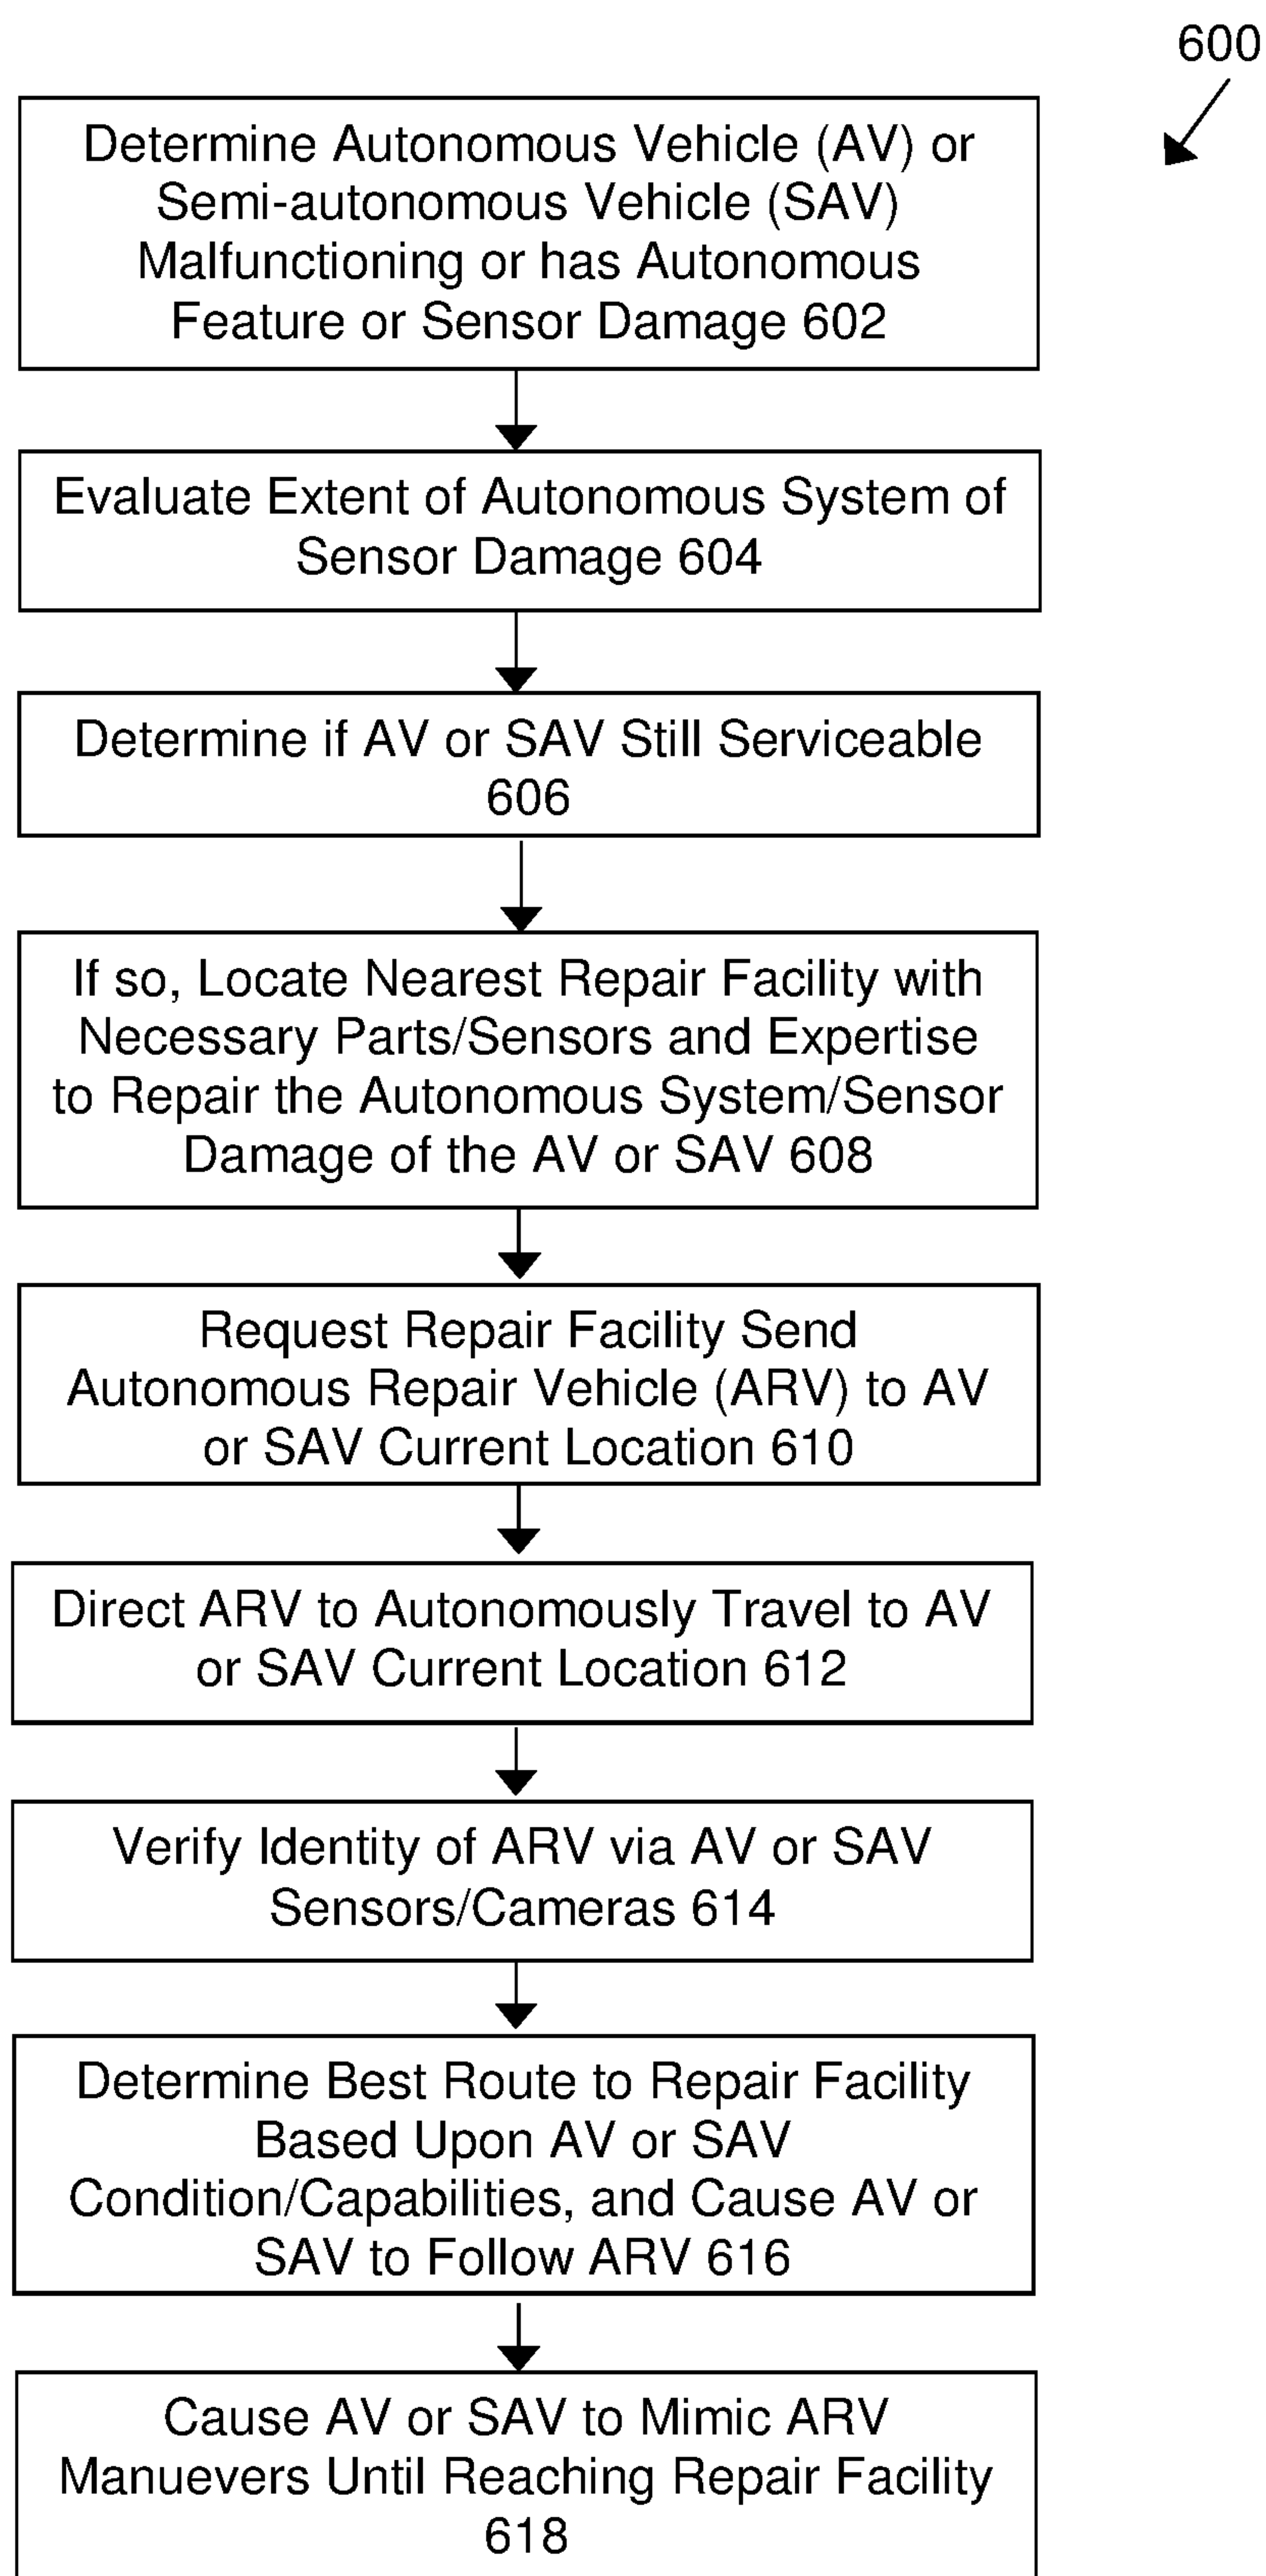 600
Determine Autonomous Vehicle (AV) or
Semi-autonomous Vehicle (SAV)
Malfunctioning or has Autonomous
Feature or Sensor Damage 602
Evaluate Extent of Autonomous System of
Sensor Damage 604
Determine if AV or SAV Still Serviceable
606
If so, Locate Nearest Repair Facility with
Necessary Parts/Sensors and Expertise
to Repair the Autonomous System/Sensor
Damage of the AV or SAV 608
Request Repair Facility Send
Autonomous Repair Vehicle (ARV) to AV
or SAV Current Location 610
Direct ARV to Autonomously Travel to AV
or SAV Current Location 612
Verify Identity of ARV via AV or SAV
Sensors/Cameras 614
Determine Best Route to Repair Facility
Based Upon AV or SAV
Condition/Capabilities, and Cause AV or
SAV to Follow ARV 616
Cause AV or SAV to Mimic ARV
Manuevers Until Reaching Repair Facility
618